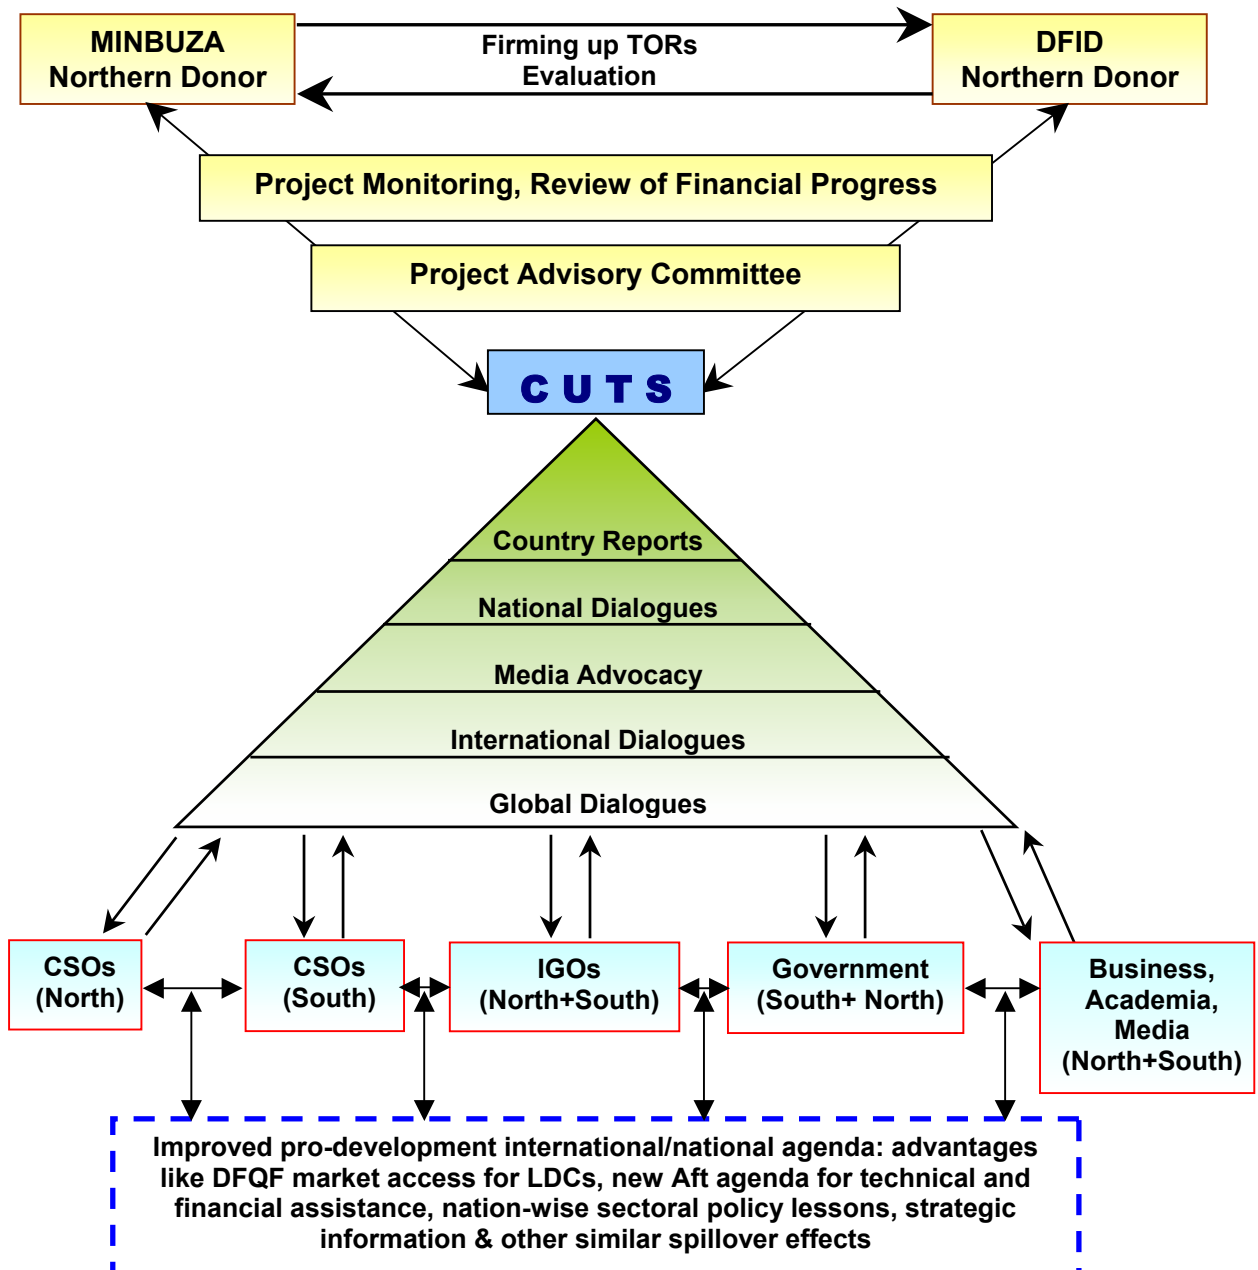 MINBUZA
Northern Donor
Firming up TORs
Evaluation
DFID
Northern Donor
Project Monitoring, Review of Financial Progress
Project Advisory Committee
C U T S
Country Reports
National Dialogues
Media Advocacy
International Dialogues
Global Dialogues
CSOs
(North)
CSOs
(South)
IGOs
(North+South)
Government
(South+ North)
Business,
Academia,
Media
(North+South)
Improved pro-development international/national agenda: advantages
like DFQF market access for LDCs, new Aft agenda for technical and
financial assistance, nation-wise sectoral policy lessons, strategic
information & other similar spillover effects